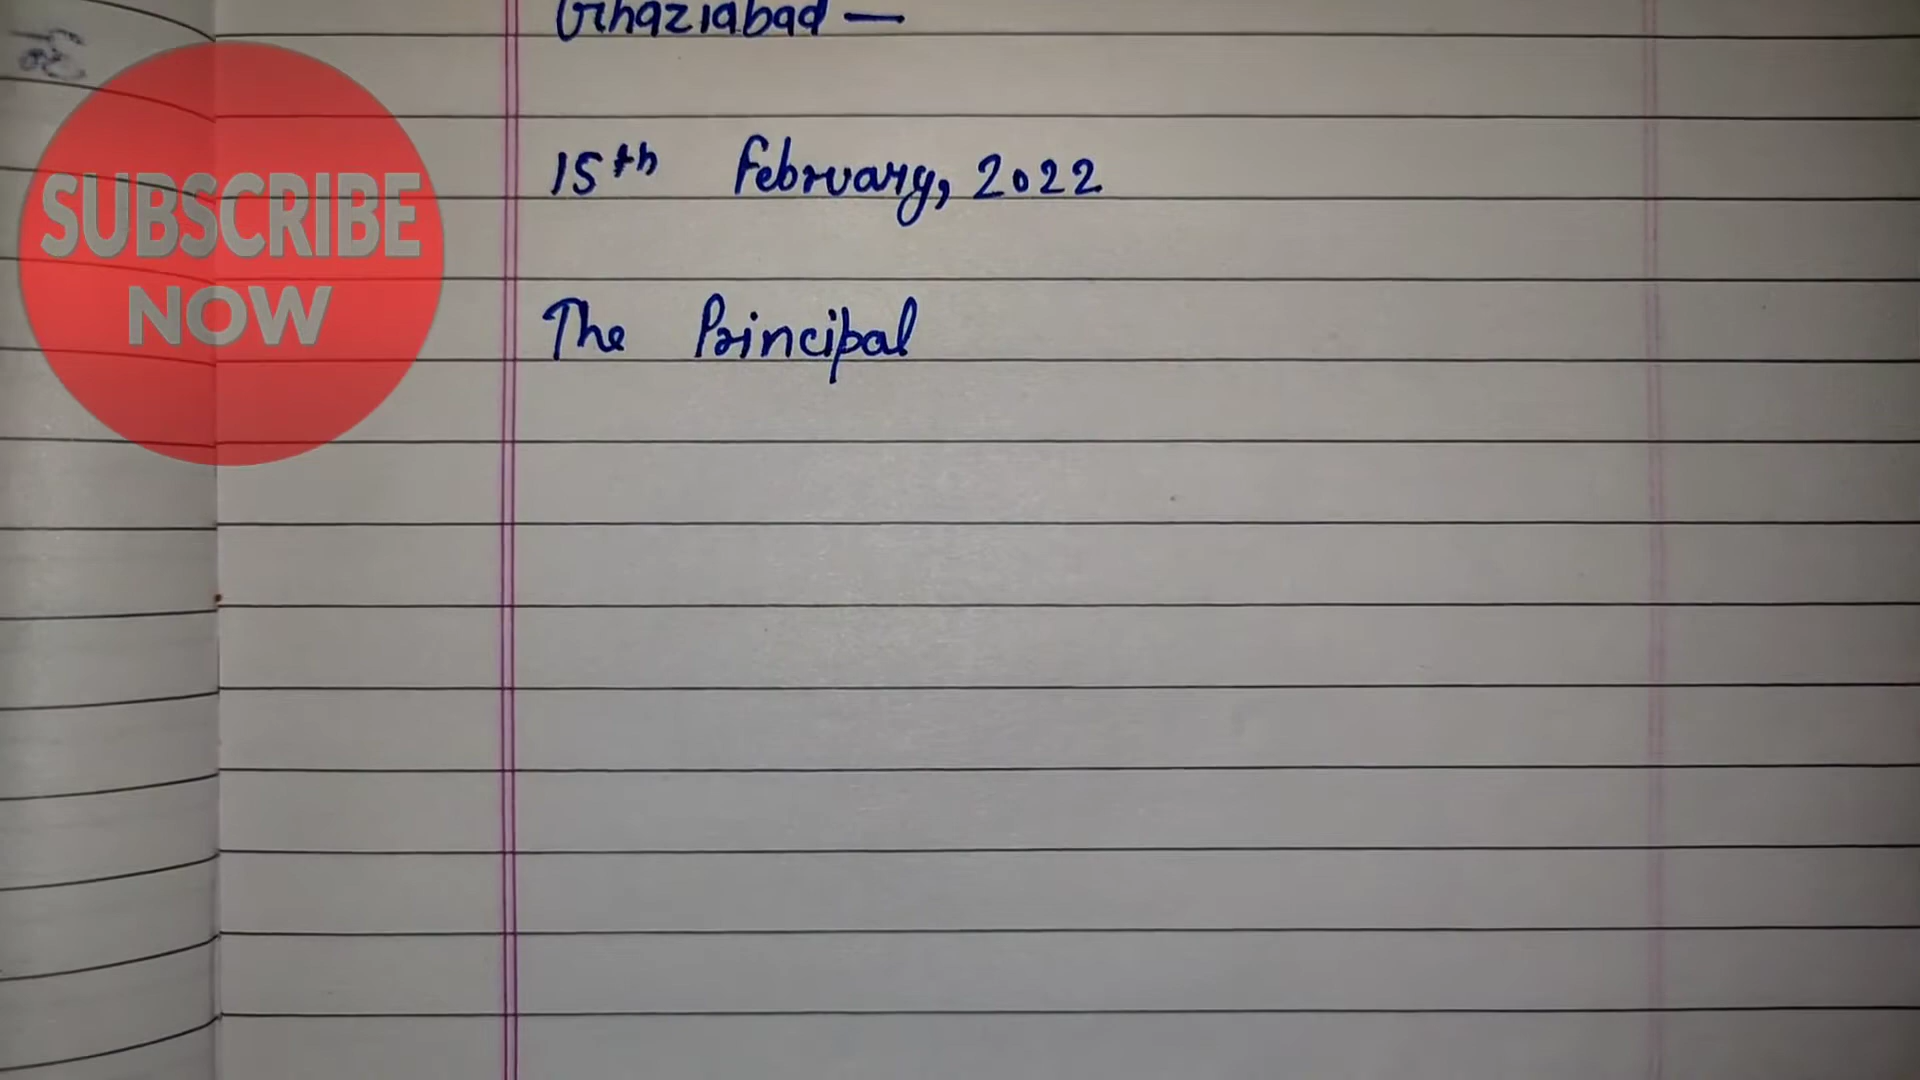 Ghaziabad —
15th February, 2022
The Principal
SUBSCRIBE
NOW